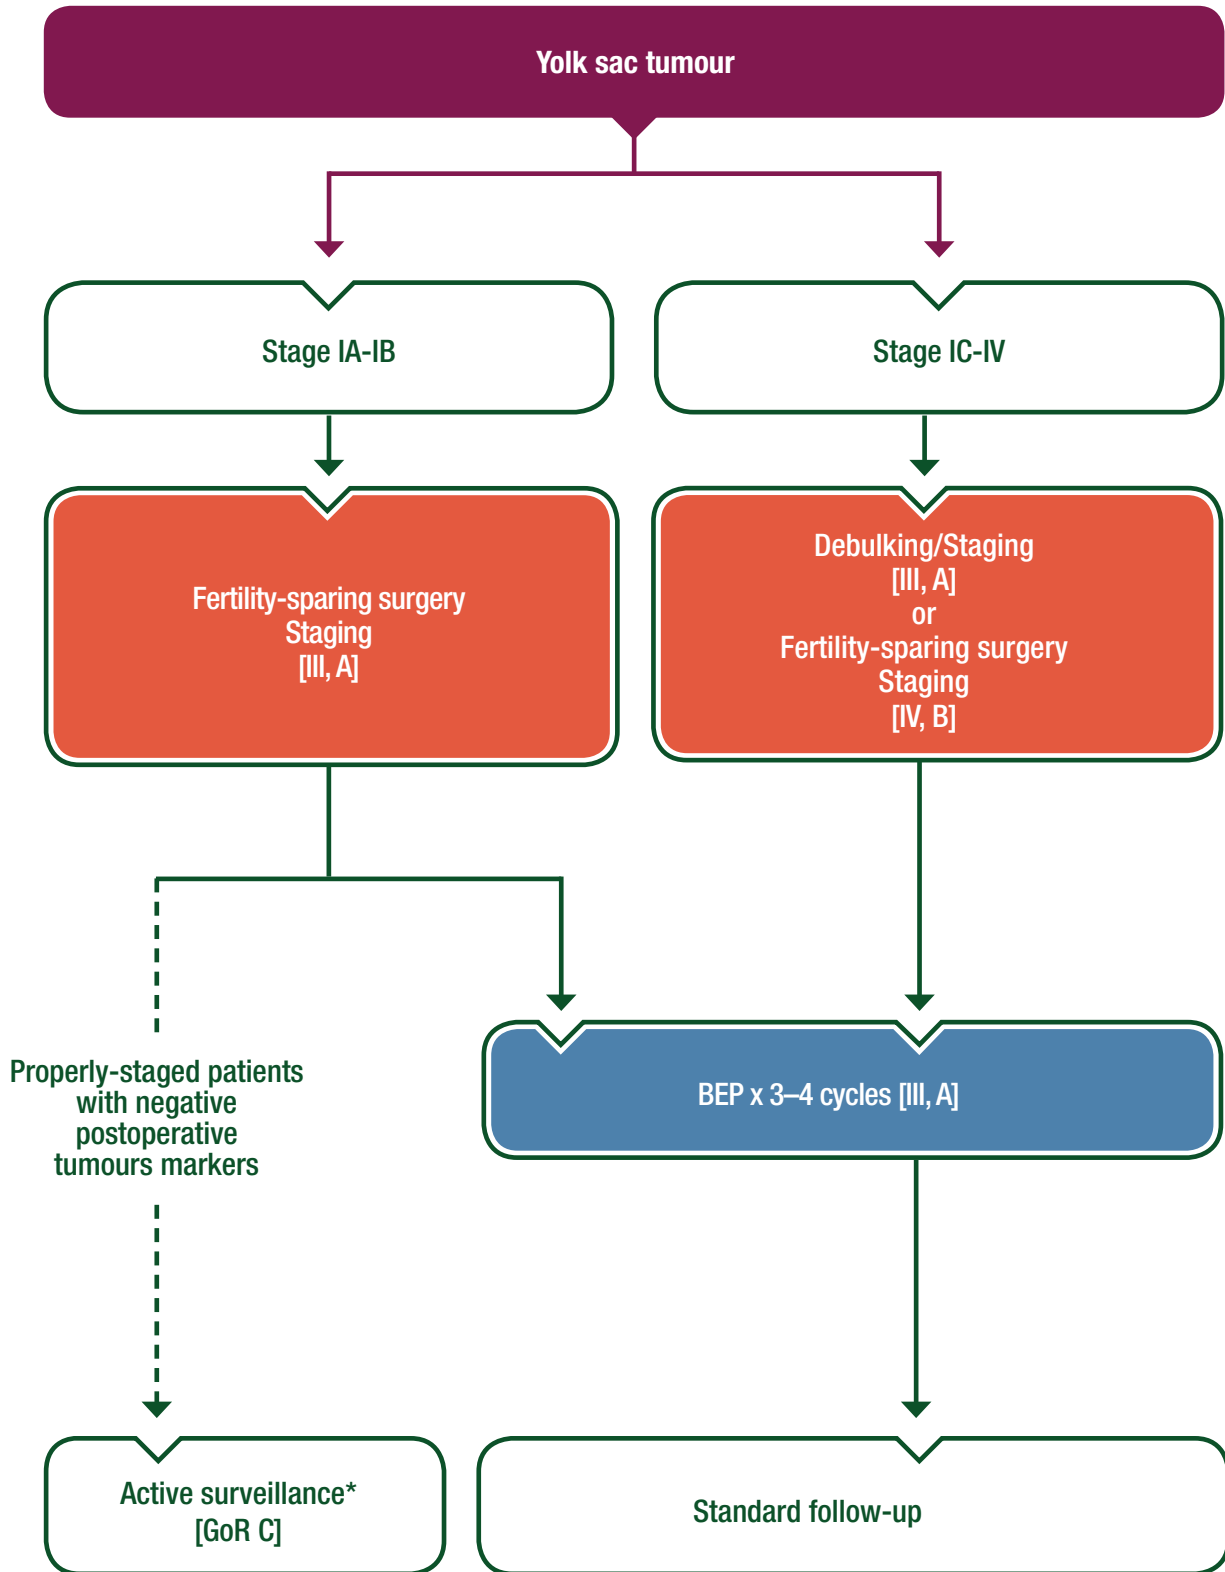 Yolk sac tumour
Stage IA-IB
Stage IC-IV
Fertility-sparing surgery
Staging
[III, A]
Debulking/Staging
[III, A]
or
Fertility-sparing surgery
Staging
[IV, B]
Properly-staged patients
with negative
postoperative
tumours markers
BEP x 3–4 cycles [III, A]
Active surveillance*
[GoR C]
Standard follow-up